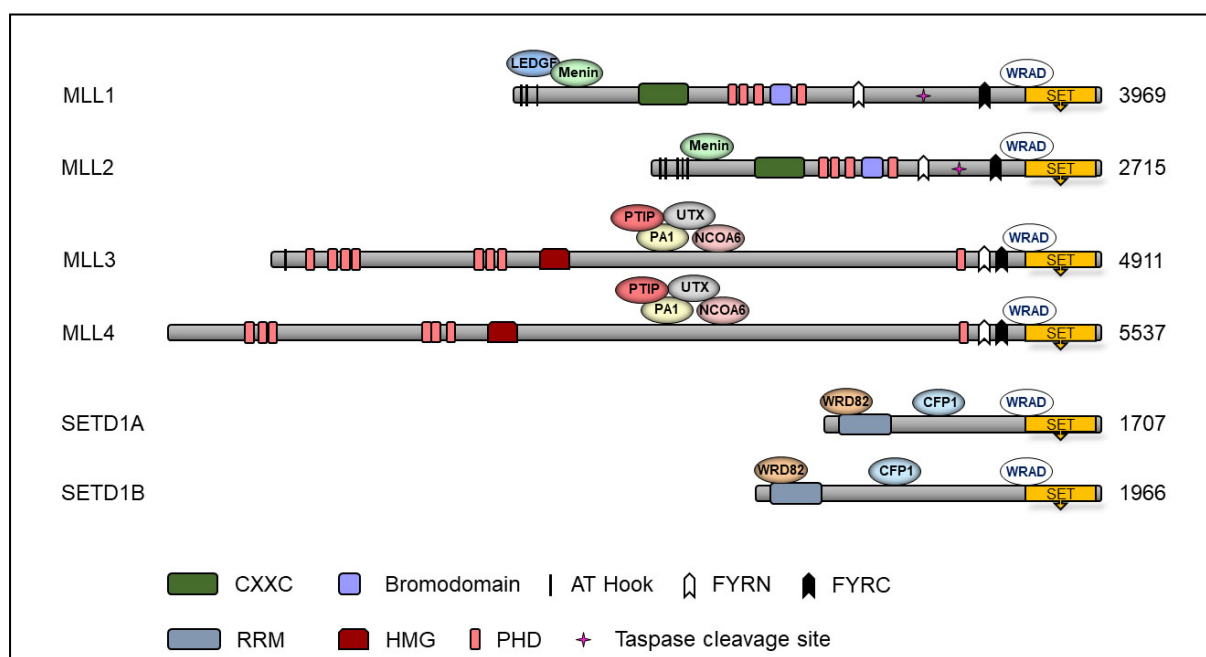 LEDGF Menin WRAD
MLL1 SET 3969
Menin WRAD
MLL2 SET 2715
PTIP UTX
PA1 NCOA6 WRAD
MLL3 SET 4911
PTIP UTX
PA1 NCOA6 WRAD
MLL4 SET 5537
WRD82 CFP1 WRAD
SETD1A SET 1707
WRD82 CFP1 WRAD
SETD1B SET 1966
CXXC Bromodomain AT Hook FYRN FYRC
RRM HMG PHD Taspase cleavage site